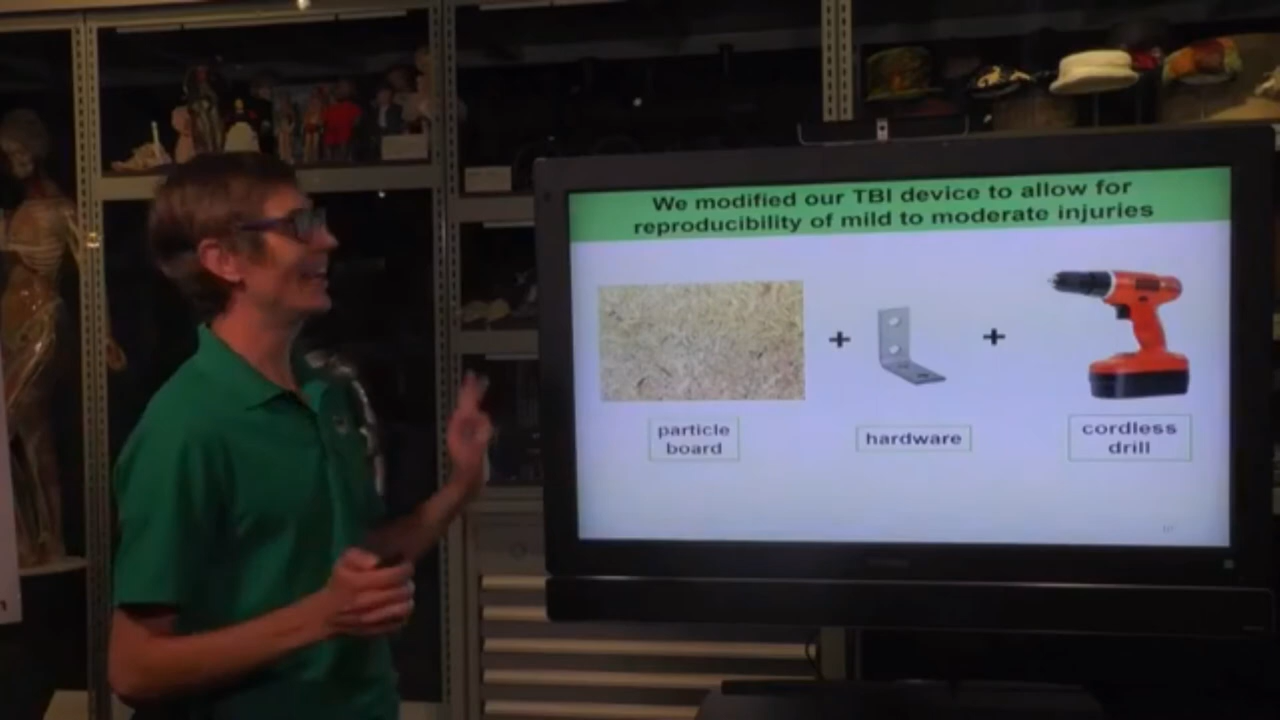 We modified our TBI device to allow for
reproducibility of mild to moderate injuries
+
+
particle
board
hardware
cordless
drill